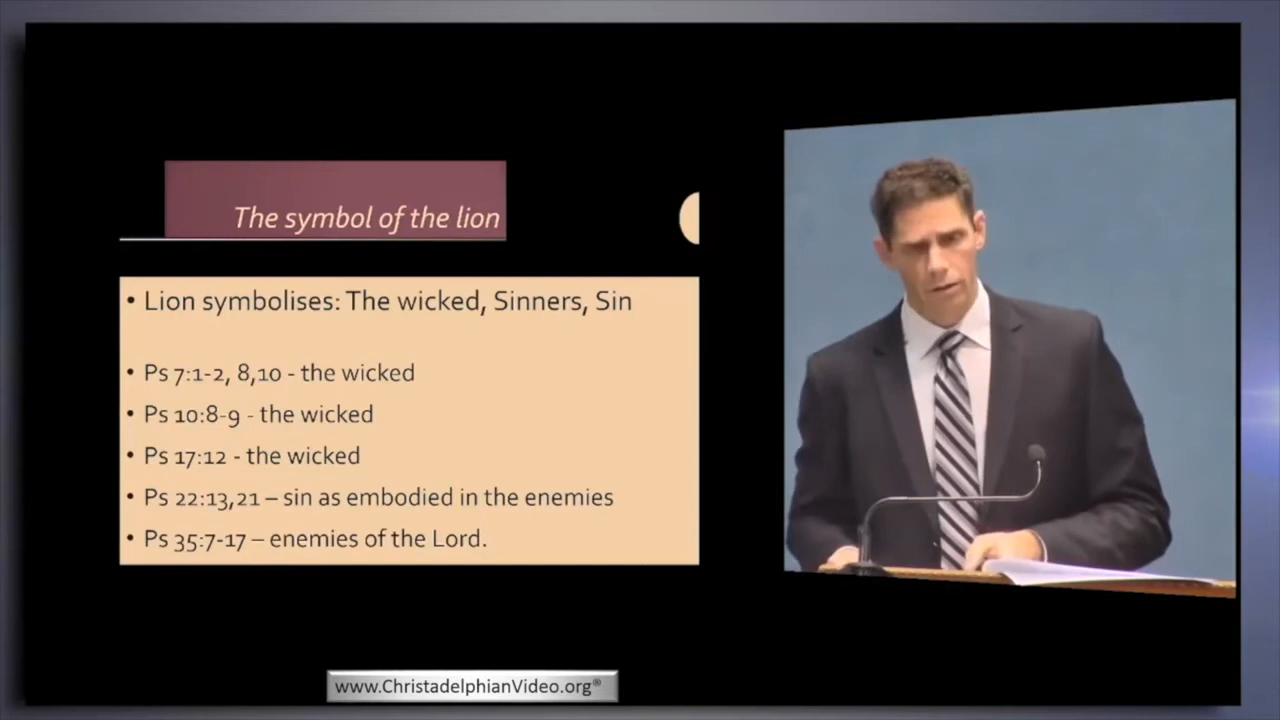 The symbol of the lion
• Lion symbolises: The wicked, Sinners, Sin
• Ps 7:1-2, 8,10 - the wicked
• Ps 10:8-9 - the wicked
• Ps 17:12 - the wicked
• Ps 22:13,21 – sin as embodied in the enemies
• Ps 35:7-17 – enemies of the Lord.
www.ChristadelphianVideo.org®